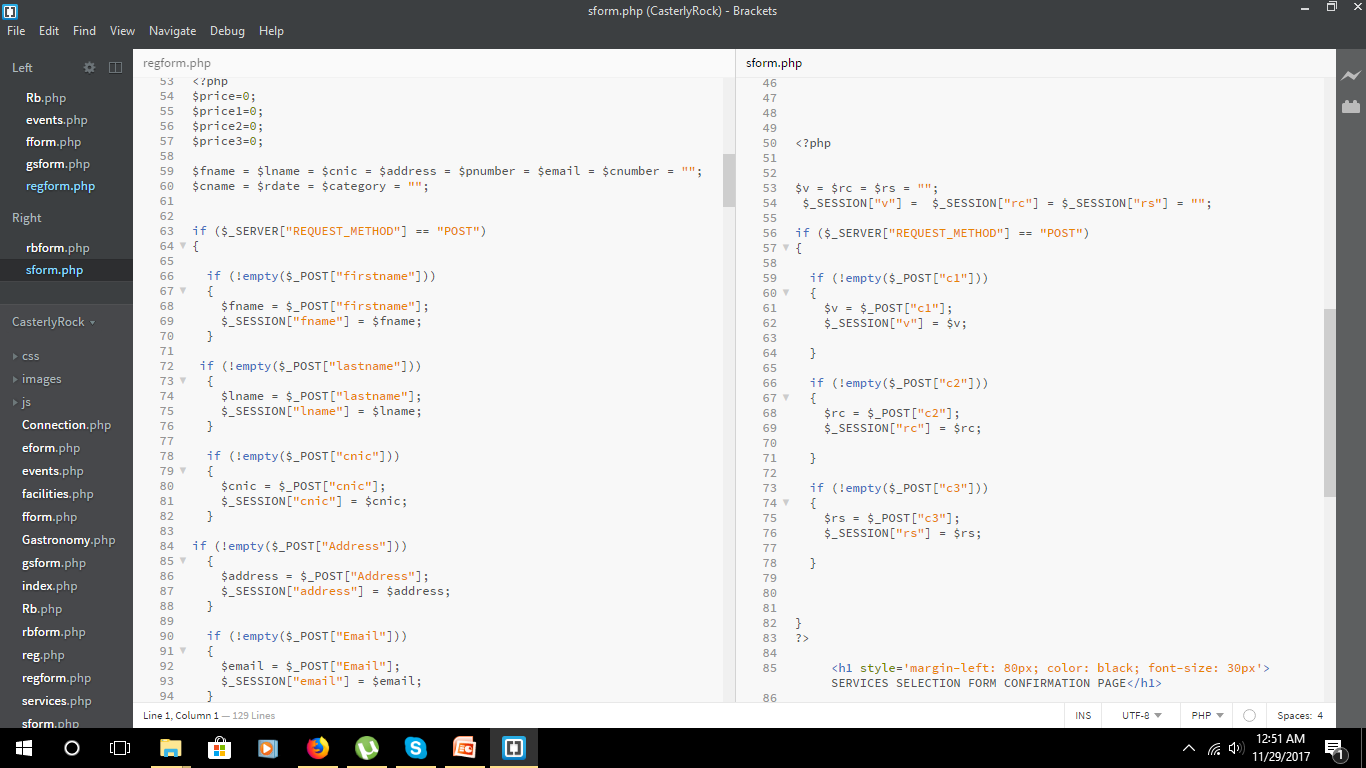 sform.php (CasterlyRock) - Brackets
File Edit Find View Navigate Debug Help
Left
Rb.php
events.php
fform.php
gsform.php
regform.php
Right
rbform.php
sform.php
CasterlyRock
css
images
js
Connection.php
eform.php
events.php
facilities.php
fform.php
Gastronomy.php
gsform.php
index.php
Rb.php
rbform.php
reg.php
regform.php
services.php
sform.php
regform.php
53 <?php
54 $price=0;
55 $price1=0;
56 $price2=0;
57 $price3=0;
58
59 $fname = $lname = $cnic = $address = $pnumber = $email = $cnumber = "";
60 $cname = $rdate = $category = "";
61
62
63 if ($_SERVER["REQUEST_METHOD"] == "POST")
64 {
65
66 if (!empty($_POST["firstname"]))
67 {
68 $fname = $_POST["firstname"];
69 $_SESSION["fname"] = $fname;
70 }
71
72 if (!empty($_POST["lastname"]))
73 {
74 $lname = $_POST["lastname"];
75 $_SESSION["lname"] = $lname;
76 }
77
78 if (!empty($_POST["cnic"]))
79 {
80 $cnic = $_POST["cnic"];
81 $_SESSION["cnic"] = $cnic;
82 }
83
84 if (!empty($_POST["Address"]))
85 {
86 $address = $_POST["Address"];
87 $_SESSION["address"] = $address;
88 }
89
90 if (!empty($_POST["Email"]))
91 {
92 $email = $_POST["Email"];
93 $_SESSION["email"] = $email;
94 }
sform.php
46
47
48
49
50 <?php
51
52
53 $v = $rc = $rs = "";
54 $_SESSION["v"] = $_SESSION["rc"] = $_SESSION["rs"] = "";
55
56 if ($_SERVER["REQUEST_METHOD"] == "POST")
57 {
58
59 if (!empty($_POST["c1"]))
60 {
61 $v = $_POST["c1"];
62 $_SESSION["v"] = $v;
63
64 }
65
66 if (!empty($_POST["c2"]))
67 {
68 $rc = $_POST["c2"];
69 $_SESSION["rc"] = $rc;
70
71 }
72
73 if (!empty($_POST["c3"]))
74 {
75 $rs = $_POST["c3"];
76 $_SESSION["rs"] = $rs;
77
78 }
79
80
81
82 }
83 ?>
84
85 <h1 style='margin-left: 80px; color: black; font-size: 30px'>
SERVICES SELECTION FORM CONFIRMATION PAGE</h1>
86
Line 1, Column 1 — 129 Lines
INS UTF-8 PHP Spaces: 4
12:51 AM
11/29/2017
1